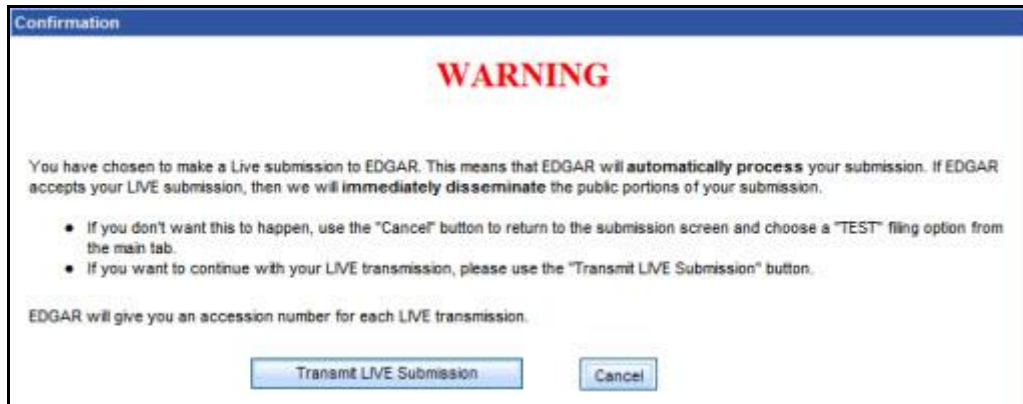 Confirmation
WARNING
You have chosen to make a Live submission to EDGAR. This means that EDGAR will automatically process your submission. If EDGAR
accepts your LIVE submission, then we will immediately disseminate the public portions of your submission.
• If you don't want this to happen, use the "Cancel" button to return to the submission screen and choose a "TEST" filing option from
the main tab.
• If you want to continue with your LIVE transmission, please use the "Transmit LIVE Submission" button.
EDGAR will give you an accession number for each LIVE transmission.
Transmit LIVE Submission Cancel